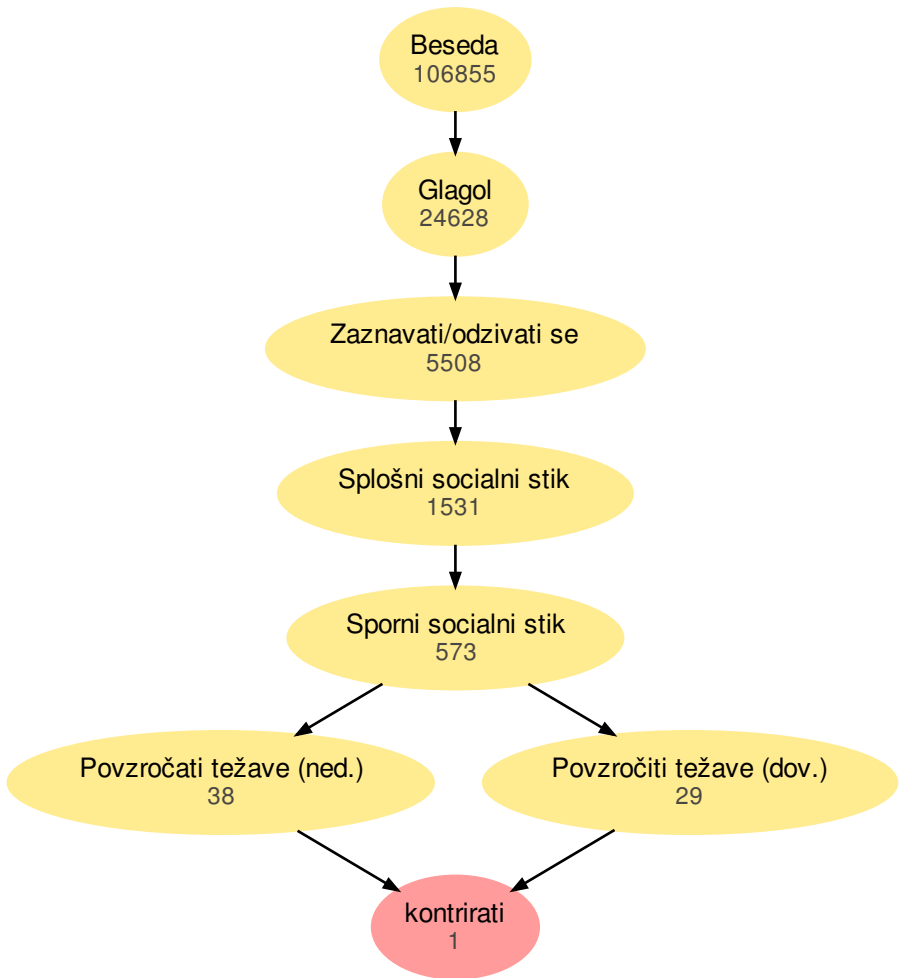 Beseda
106855
Glagol
24628
Zaznavati/odzivati se
5508
Splošni socialni stik
1531
Sporni socialni stik
573
Povzročati težave (ned.)
38
Povzročiti težave (dov.)
29
kontrirati
1